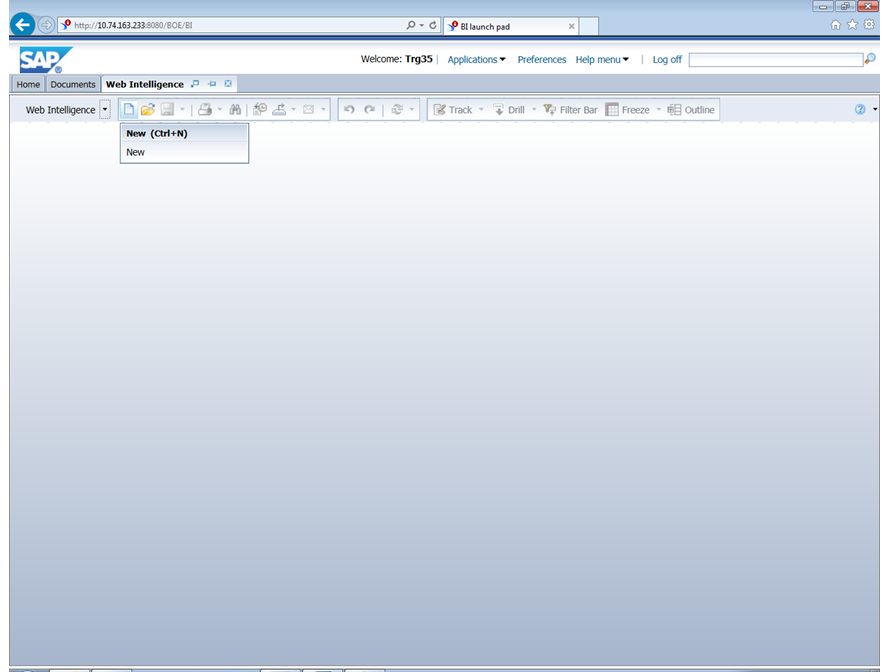 http://10.74.163.233:8080/BOE/BI
BI launch pad
SAP
Welcome: Trg35 | Applications Preferences Help menu | Log off
Home Documents Web Intelligence
Web Intelligence Track Drill Filter Bar Freeze Outline
New (Ctrl+N)
New